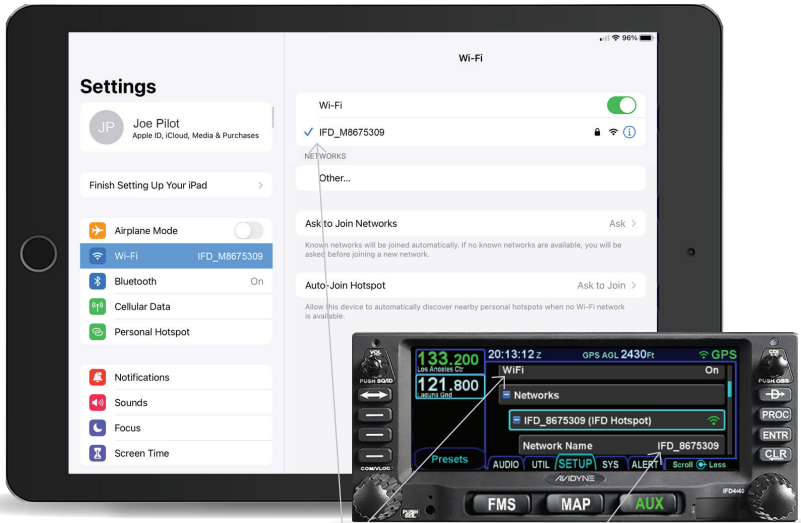 96%
Wi-Fi
Settings
JP
Joe Pilot
Apple ID, iCloud, Media & Purchases
Finish Setting Up Your iPad
Airplane Mode
Wi-Fi IFD_M8675309
Bluetooth On
Cellular Data
Personal Hotspot
Notifications
Sounds
Focus
Screen Time
Wi-Fi
IFD_M8675309
NETWORKS
Other...
Ask to Join Networks Ask
Known networks will be joined automatically. If no known networks are available, you will be
asked before joining a new network.
Auto-Join Hotspot Ask to Join
Allow this device to automatically discover nearby personal hotspots when no Wi-Fi network
is available.
VOL
PUSH SQ/ID
COM/VLOC
PUSH
133.200
Los Angeles Ctr
121.800
Laguna Gnd
Presets
20:13:12 Z GPS AGL 2430Ft GPS
WiFi On
Networks
IFD_8675309 (IFD Hotspot)
Network Name IFD_8675309
AUDIO UTIL SETUP SYS ALERT Scroll Less
AVIDYNE
FMS MAP AUX
PUSH OBS
D
PROC
ENTR
CLR
IFD440